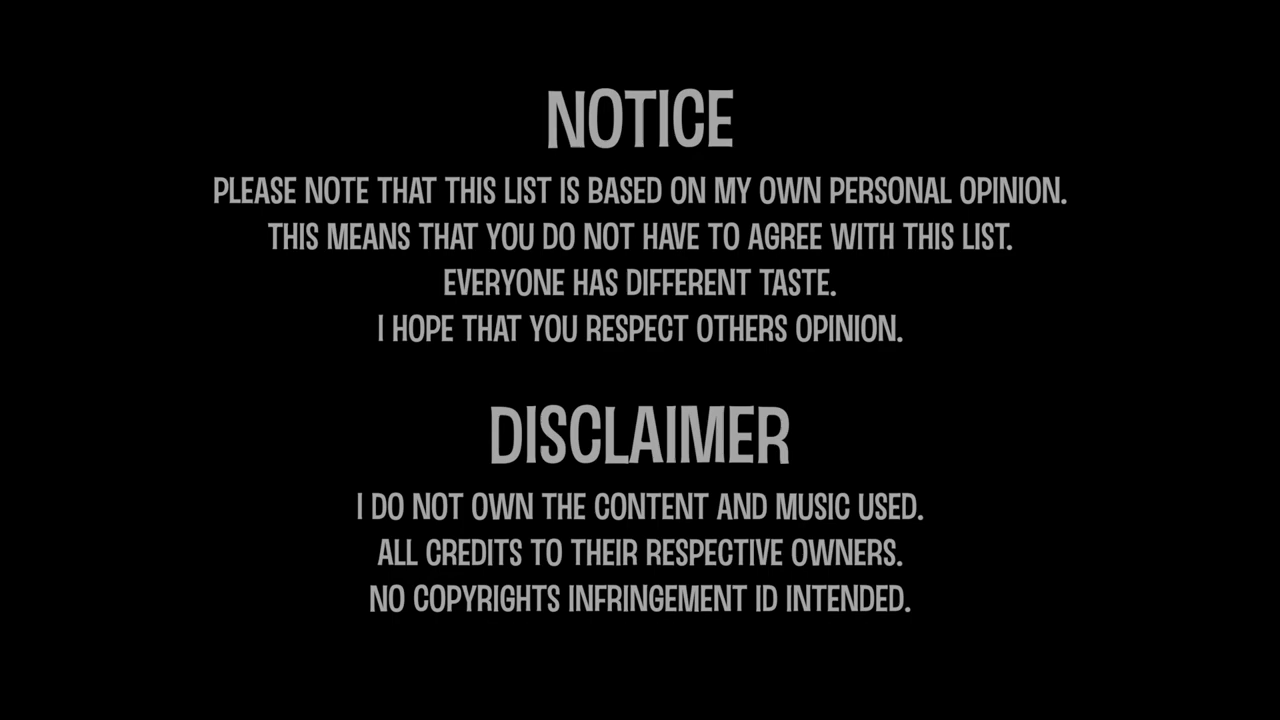 NOTICE
PLEASE NOTE THAT THIS LIST IS BASED ON MY OWN PERSONAL OPINION.
THIS MEANS THAT YOU DO NOT HAVE TO AGREE WITH THIS LIST.
EVERYONE HAS DIFFERENT TASTE.
I HOPE THAT YOU RESPECT OTHERS OPINION.
DISCLAIMER
I DO NOT OWN THE CONTENT AND MUSIC USED.
ALL CREDITS TO THEIR RESPECTIVE OWNERS.
NO COPYRIGHTS INFRINGEMENT ID INTENDED.